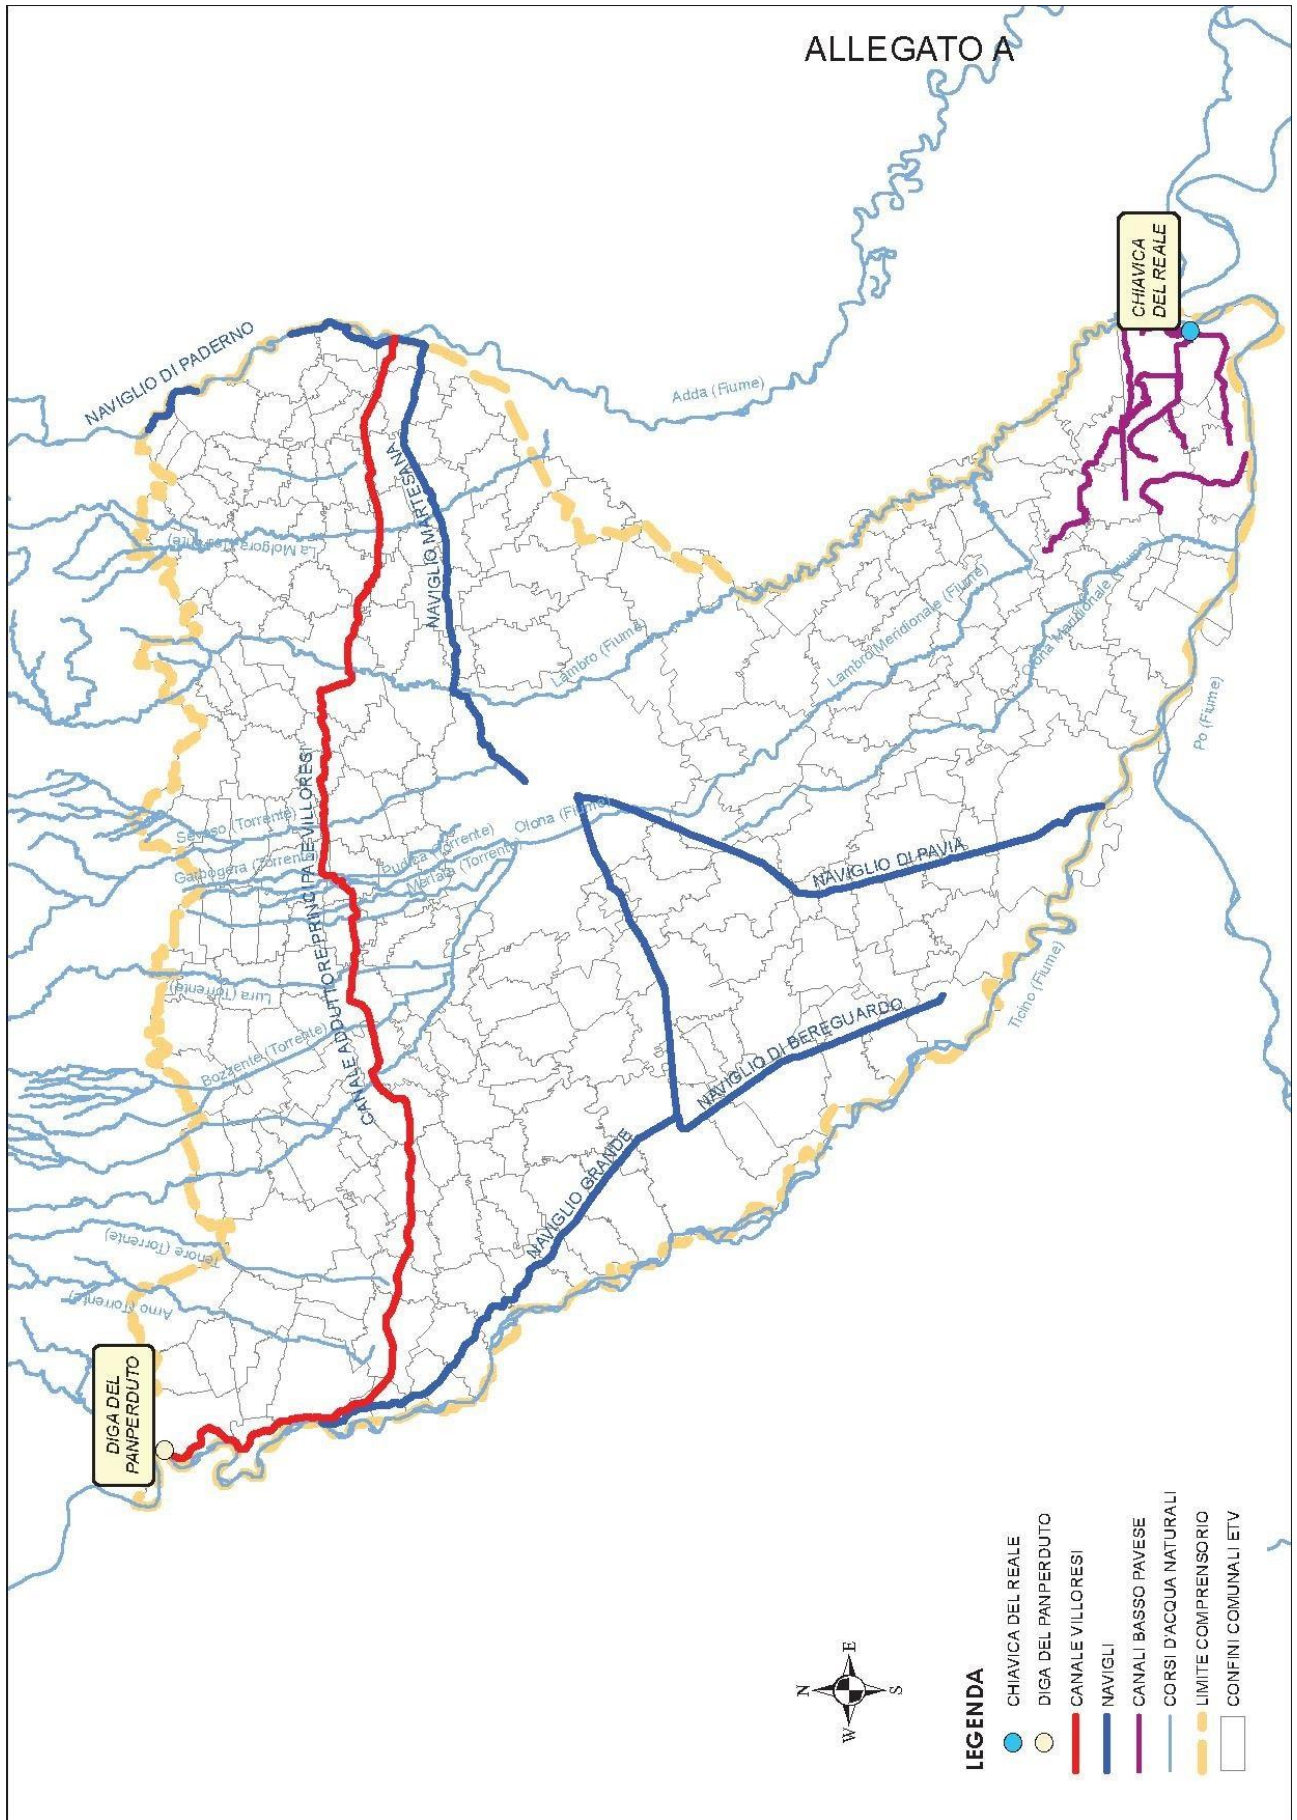 ALLEGATO A
NAVIGLIO DI PADERNO
CHIAVICA
DEL REALE
Adda (Fiume)
NAVIGLIO MARTESANA
La Molgora (Torrente)
Lambro (Fiume)
Lambro Meridionale (Fiume)
Olona Meridionale (Fiume)
Po (Fiume)
CANALE ADDUTTORE PRINCIPALE VILLORESI
Seveso (Torrente)
Garbogera (Torrente)
Pudica (Torrente)
Merlata (Torrente)
Olona (Fiume)
NAVIGLIO DI PAVIA
Lura (Torrente)
Bozzente (Torrente)
NAVIGLIO DI BEREGUARDO
Ticino (Fiume)
NAVIGLIO GRANDE
Tenore (Torrente)
Arno (Torrente)
DIGA DEL
PANPERDUTO
N
W
E
S
LEGENDA
CHIAVICA DEL REALE
DIGA DEL PANPERDUTO
CANALE VILLORESI
NAVIGLI
CANALI BASSO PAVESE
CORSI D'ACQUA NATURALI
LIMITE COMPRENSORIO
CONFINI COMUNALI ETV